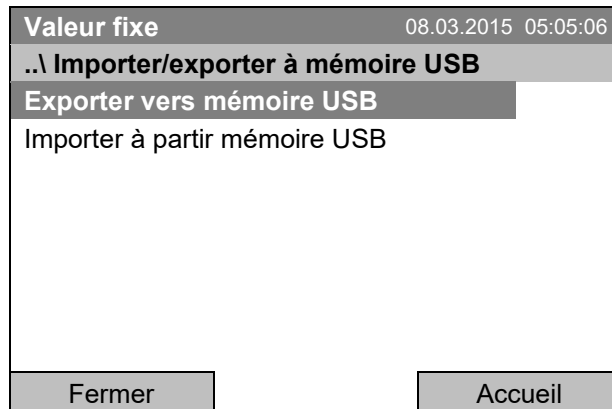 Valeur fixe 08.03.2015 05:05:06
..\ Importer/exporter à mémoire USB
Exporter vers mémoire USB
Importer à partir mémoire USB
Fermer Accueil